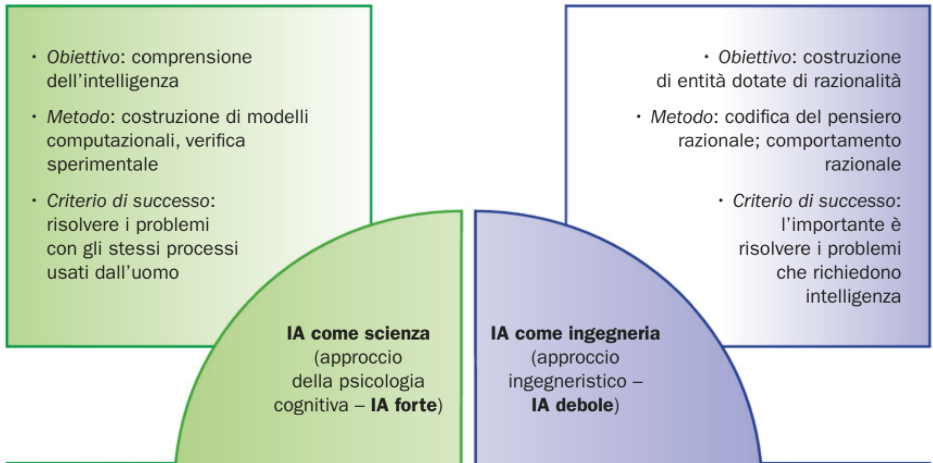 • Obiettivo: comprensione
dell'intelligenza
• Metodo: costruzione di modelli
computazionali, verifica
sperimentale
• Criterio di successo:
risolvere i problemi
con gli stessi processi
usati dall'uomo
• Obiettivo: costruzione
di entità dotate di razionalità
• Metodo: codifica del pensiero
razionale; comportamento
razionale
• Criterio di successo:
l'importante è
risolvere i problemi
che richiedono
intelligenza
IA come scienza
(approccio
della psicologia
cognitiva – IA forte)
IA come ingegneria
(approccio
ingegneristico –
IA debole)